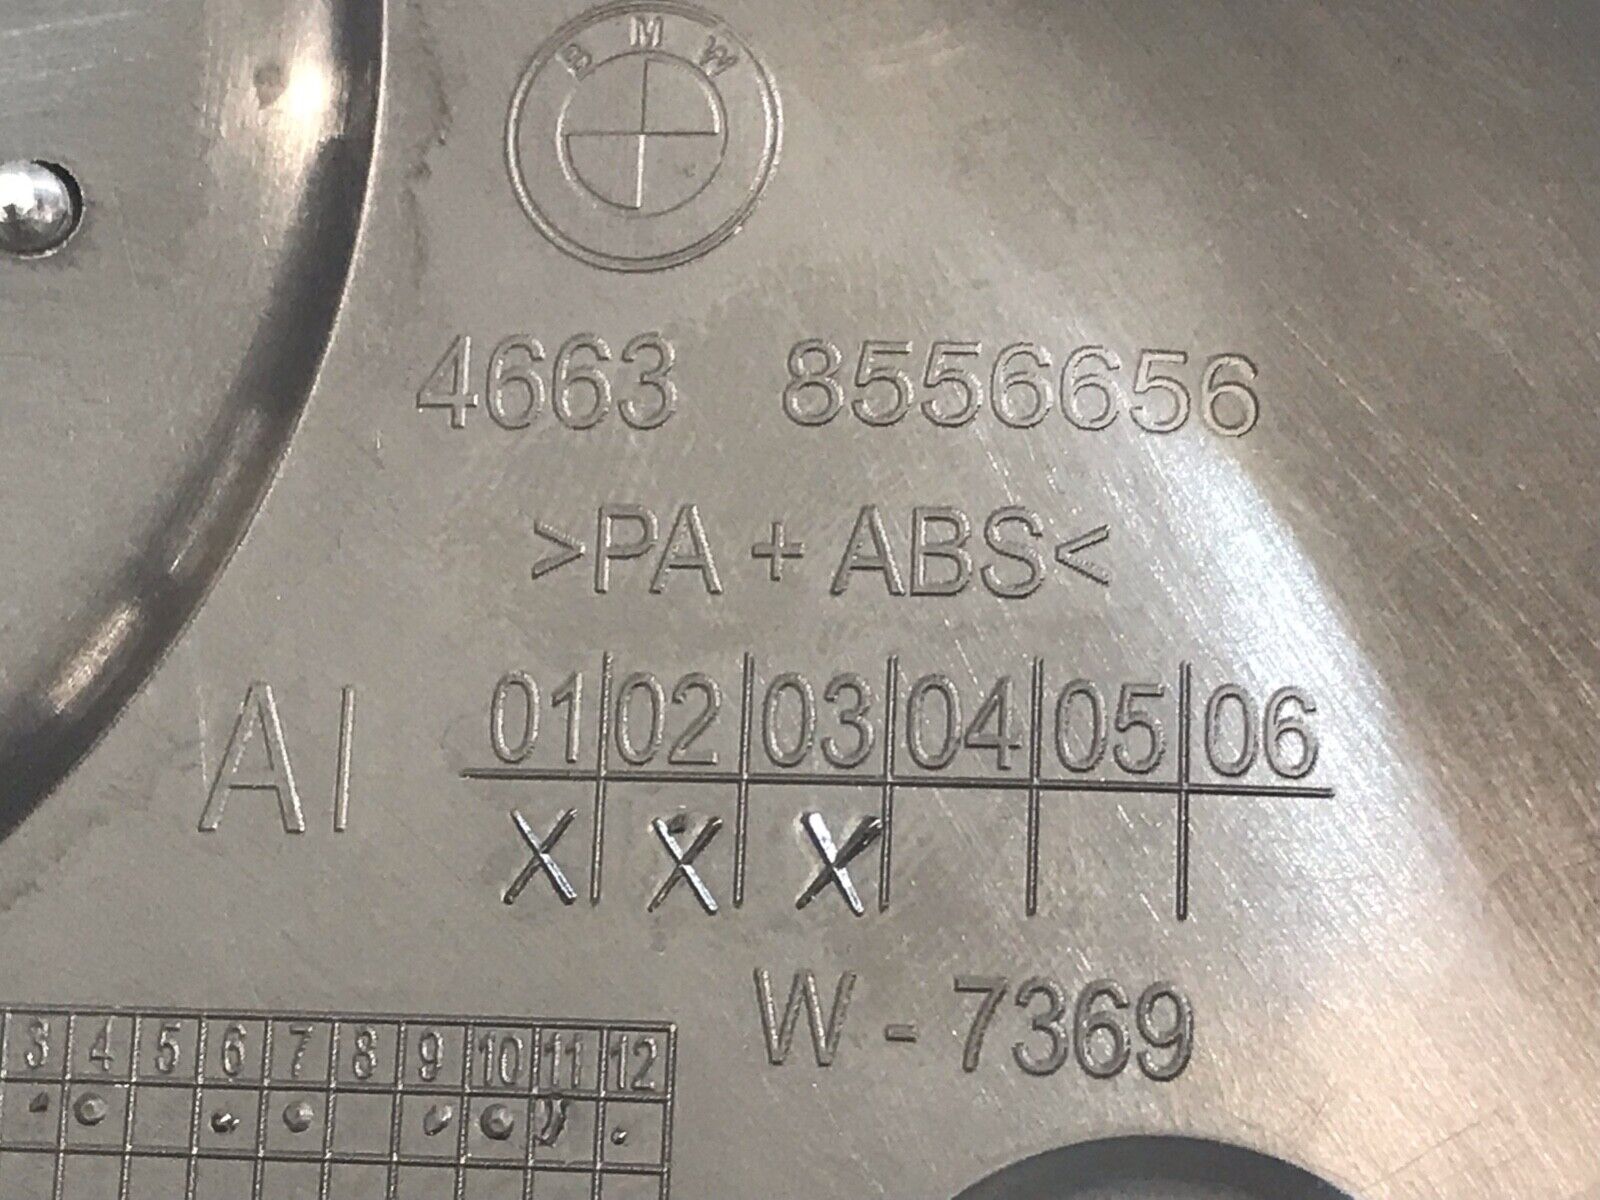 B M W
4663 8556656
>PA + ABS<
AI 01 02 03 04 05 06
X X X
W - 7369
3 4 5 6 7 8 9 10 11 12